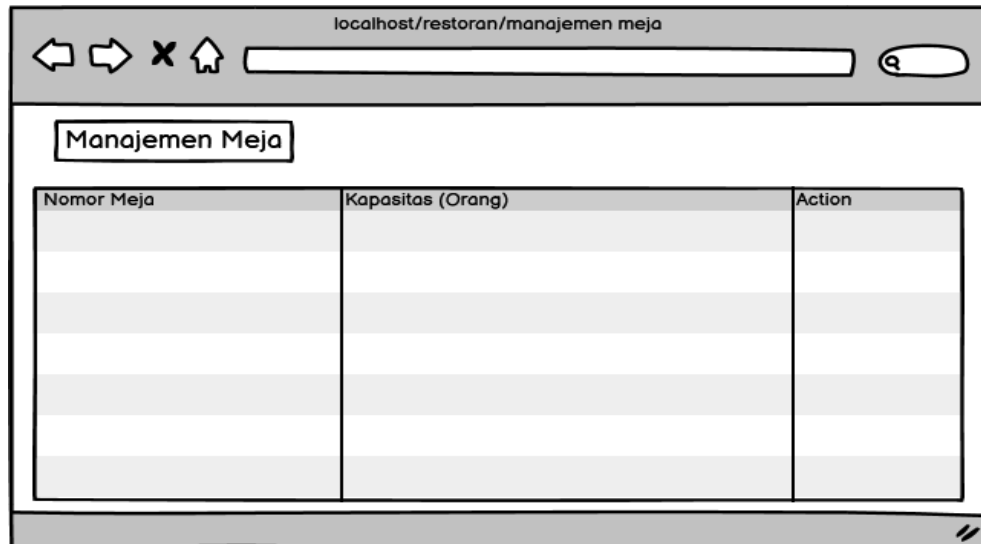 localhost/restoran/manajemen meja
Manajemen Meja
Nomor Meja Kapasitas (Orang) Action